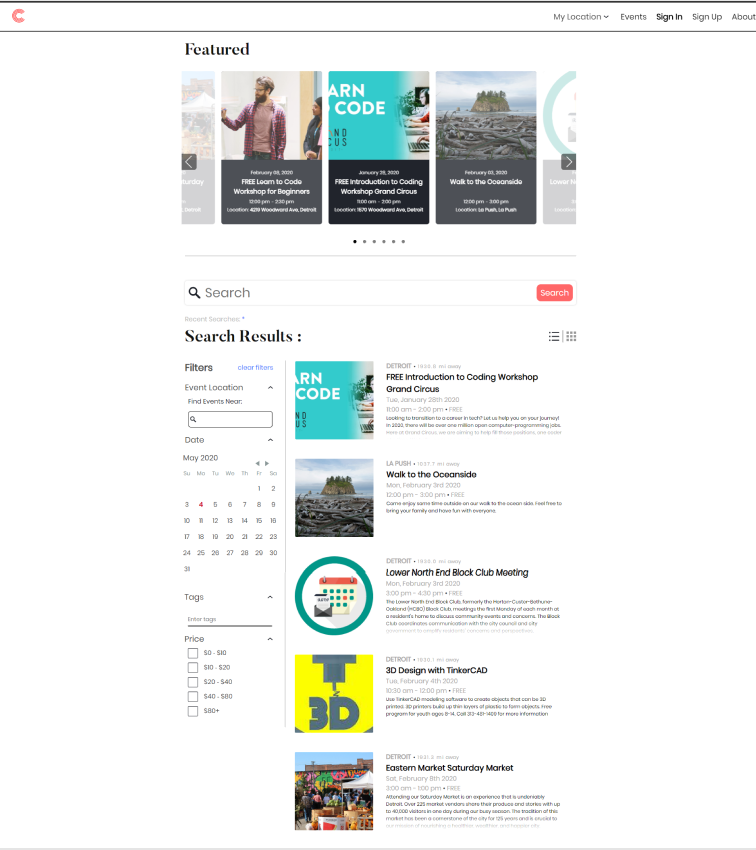 My Location Events Sign In Sign Up About
Featured
February 03, 2020
FREE Learn to Code
Workshop for Beginners
12:00 pm - 2:30 pm
Location: 4219 Woodward Ave, Detroit
ARN
CODE
January 28, 2020
FREE Introduction to Coding
Workshop Grand Circus
11:00 am - 2:00 pm
Location: 1570 Woodward Ave, Detroit
February 03, 2020
Walk to the Oceanside
12:00 pm - 3:00 pm
Location: La Push, La Push
Search
Search
Recent Searches: *
Search Results :
Filters clear filters
Event Location
Find Events Near:
Date
May 2020
Su Mo Tu We Th Fr Sa
1 2
3 4 5 6 7 8 9
10 11 12 13 14 15 16
17 18 19 20 21 22 23
24 25 26 27 28 29 30
31
Tags
Enter tags
Price
$0 - $10
$10 - $20
$20 - $40
$40 - $80
$80+
ARN
CODE
DETROIT • mi away
FREE Introduction to Coding Workshop
Grand Circus
Tue, January 28th 2020
11:00 am - 2:00 pm • FREE
Looking to transition to a career in tech? Let us help you on your journey!
In 2020 there will be over one million open computer-programming jobs.
Here at Grand Circus, we are aiming to help fill those positions, one career
LA PUSH • mi away
Walk to the Oceanside
Mon, February 3rd 2020
12:00 pm - 3:00 pm • FREE
Come enjoy some time outside on our walk to the ocean side. Feel free to
bring your family and have fun with everyone.
DETROIT • mi away
Lower North End Block Club Meeting
Mon, February 3rd 2020
3:00 pm - 4:30 pm • FREE
The Lower North End Block Club, formerly the Horton-Custer-Bethune-
Oakland (HCBO) Block Club, meetings the first Monday of each month at
a resident's home to discuss community events and concerns. The Block
Club coordinates communication with the city council and city
3D
DETROIT • mi away
3D Design with TinkerCAD
Tue, February 4th 2020
10:30 am - 12:00 pm • FREE
Use TinkerCAD modeling software to create objects that can be 3D
printed. 3D printers build up thin layers of plastic to form objects. Free
program for youth ages 8-14. Call 313-481-1409 for more information
DETROIT • mi away
Eastern Market Saturday Market
Sat, February 8th 2020
3:00 am - 1:00 pm • FREE
Attending our Saturday Market is an experience that is undeniably
Detroit. Over 225 market vendors share their produce and stories with up
to 40,000 visitors in one day during our busy season. The tradition of this
market has been a cornerstone of the city for 125 years and is crucial to
our mission of nourishing a healthier, wealthier, and happier city.